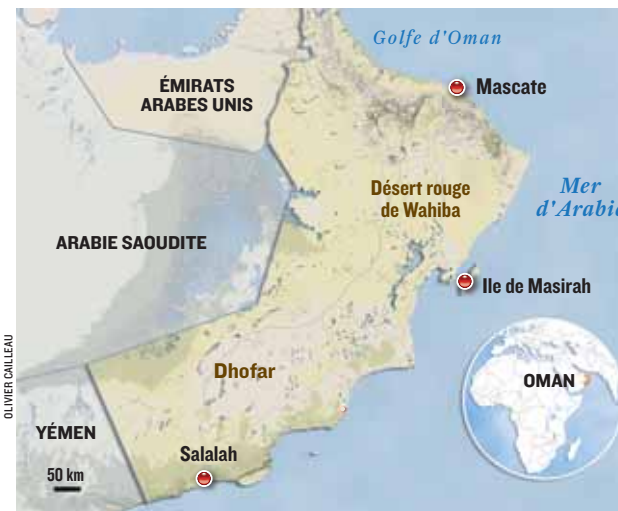 Golfe d'Oman
ÉMIRATS
ARABES UNIS
Mascate
Désert rouge
de Wahiba
Mer
d'Arabie
ARABIE SAOUDITE
Ile de Masirah
Dhofar
OMAN
YÉMEN
Salalah
50 km
OLIVIER CAILLEAU